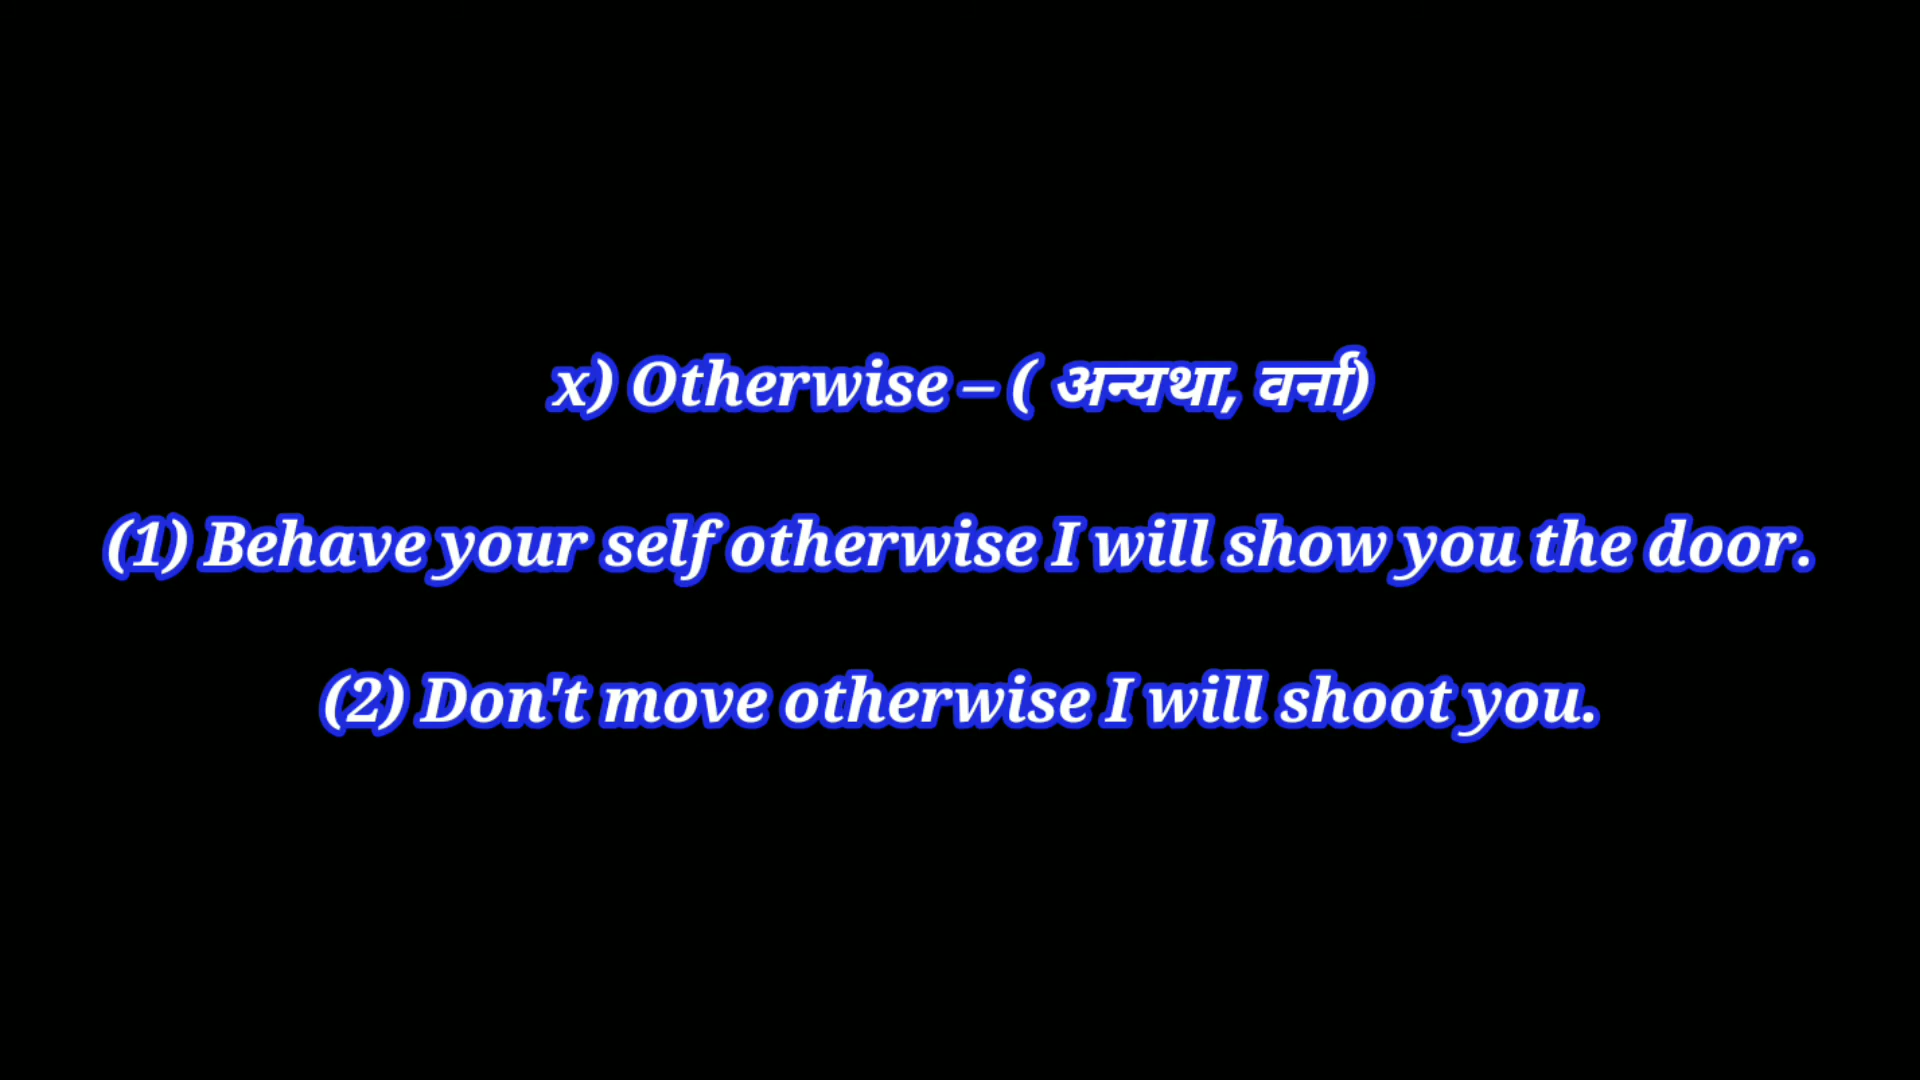 x) Otherwise – ( अन्यथा, वर्ना)
(1) Behave your self otherwise I will show you the door.
(2) Don't move otherwise I will shoot you.